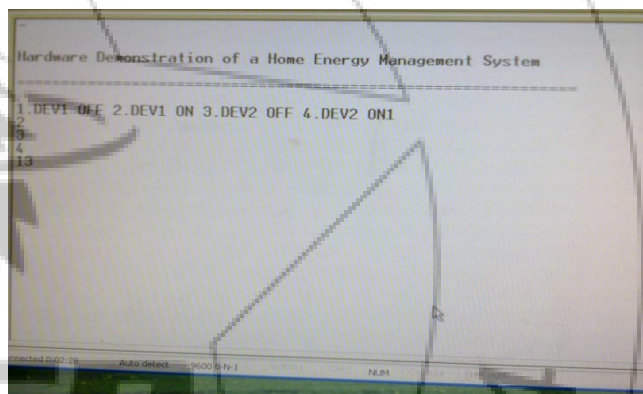 Hardware Demonstration of a Home Energy Management System
1.DEV1 OFF 2.DEV1 ON 3.DEV2 OFF 4.DEV2 ON1
2
3
4
13
Auto detect 9600 8-N-1 NUM